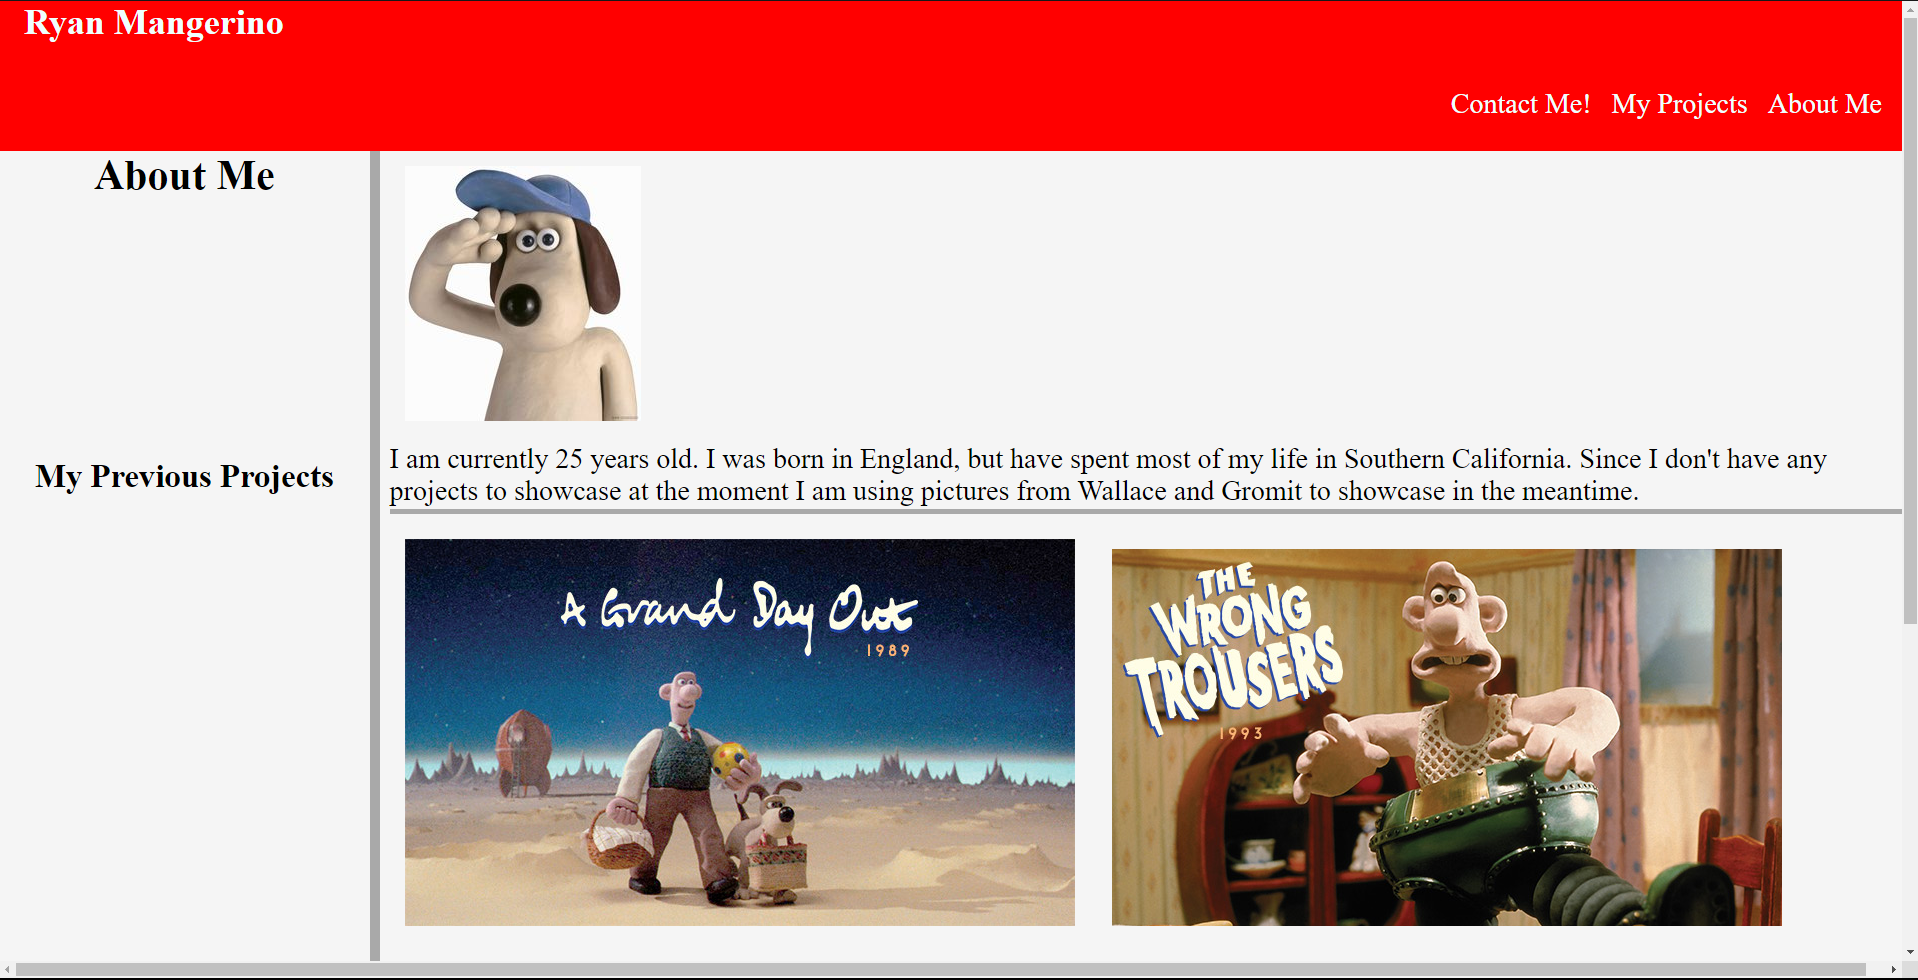 Ryan Mangerino
Contact Me! My Projects About Me
About Me
My Previous Projects
I am currently 25 years old. I was born in England, but have spent most of my life in Southern California. Since I don't have any
projects to showcase at the moment I am using pictures from Wallace and Gromit to showcase in the meantime.
A Grand Day Out
1989
THE
WRONG
TROUSERS
1993